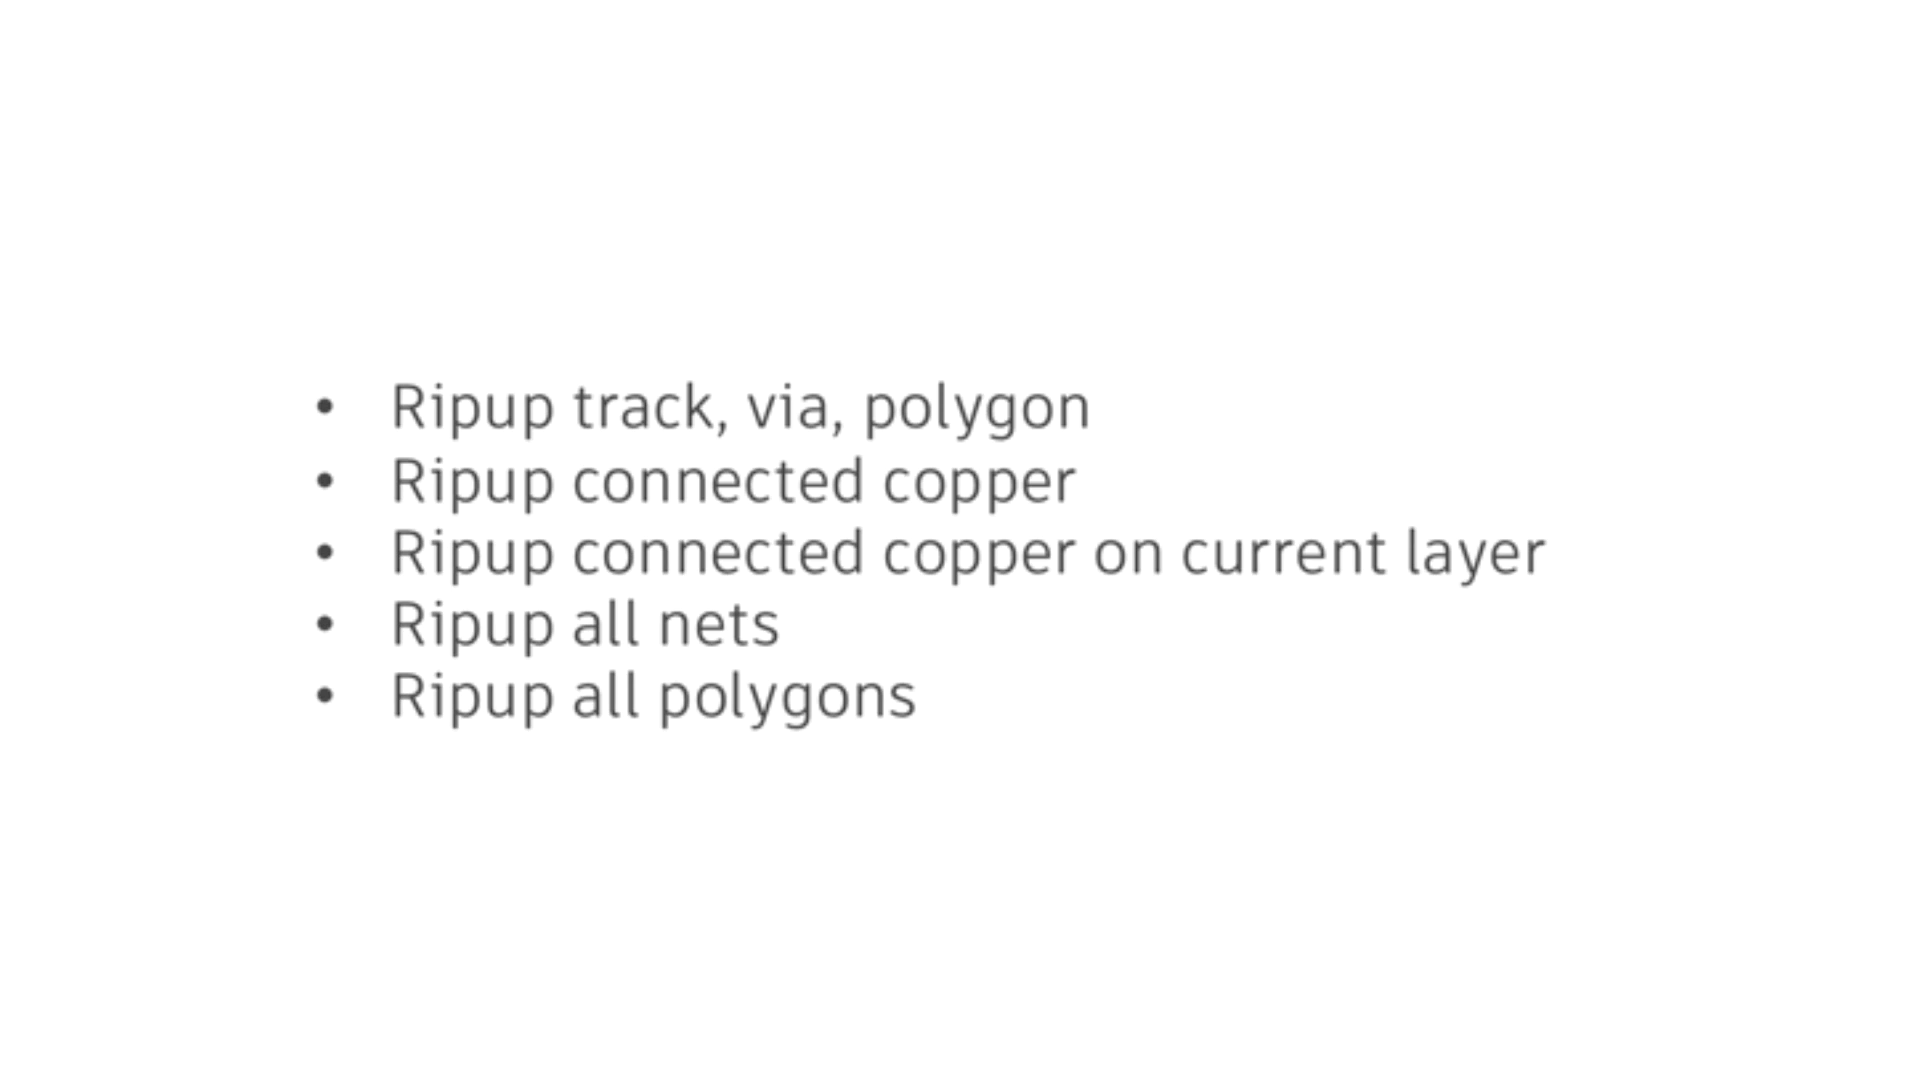 • Ripup track, via, polygon
• Ripup connected copper
• Ripup connected copper on current layer
• Ripup all nets
• Ripup all polygons